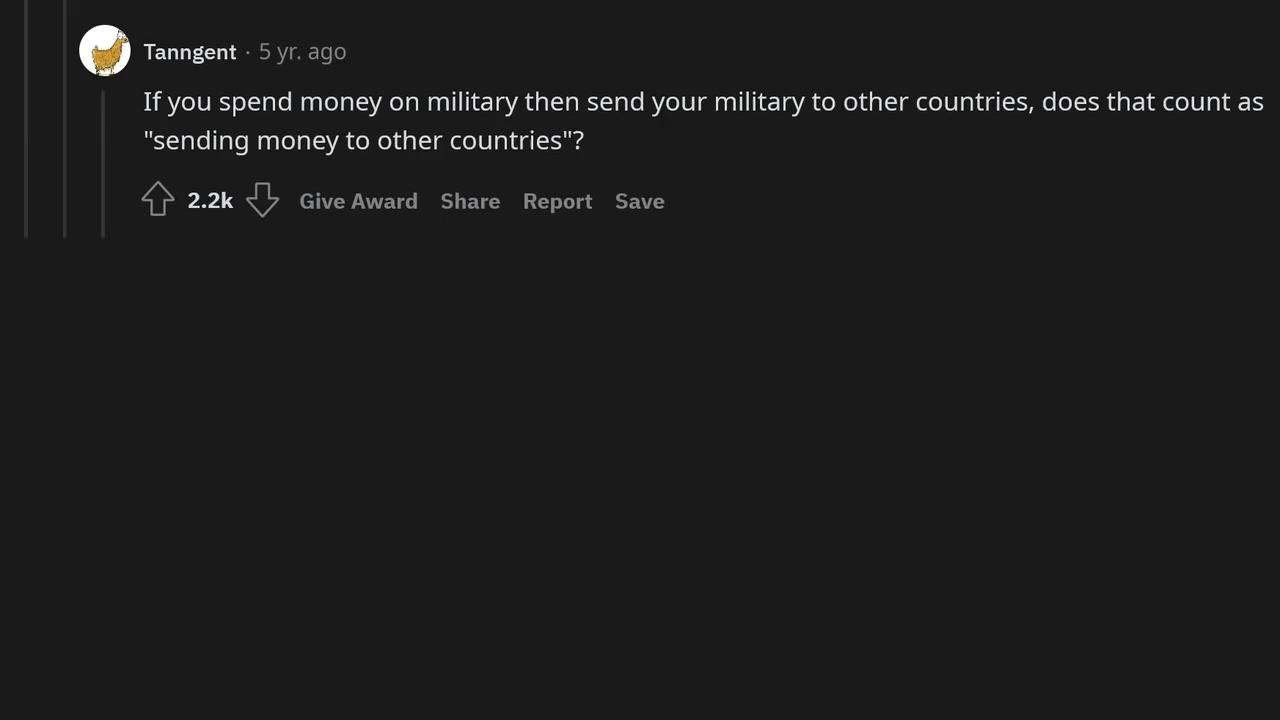 Tanngent · 5 yr. ago
If you spend money on military then send your military to other countries, does that count as
"sending money to other countries"?
2.2k Give Award Share Report Save